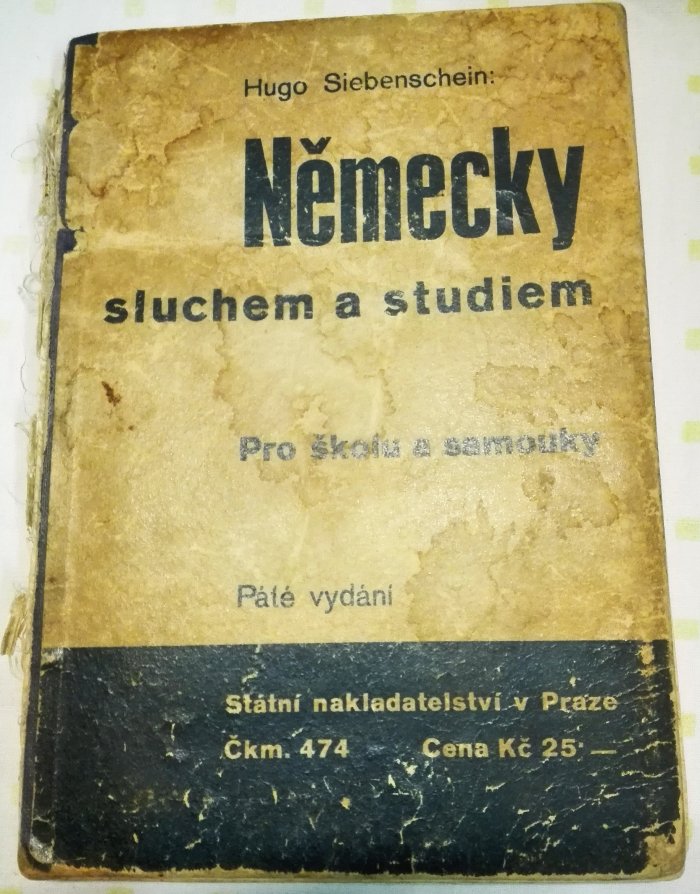 Hugo Siebenschein:
Německy
sluchem a studiem
Pro školu a samouky
Páté vydání
Státní nakladatelství v Praze
Čkm. 474 Cena Kč 25·—